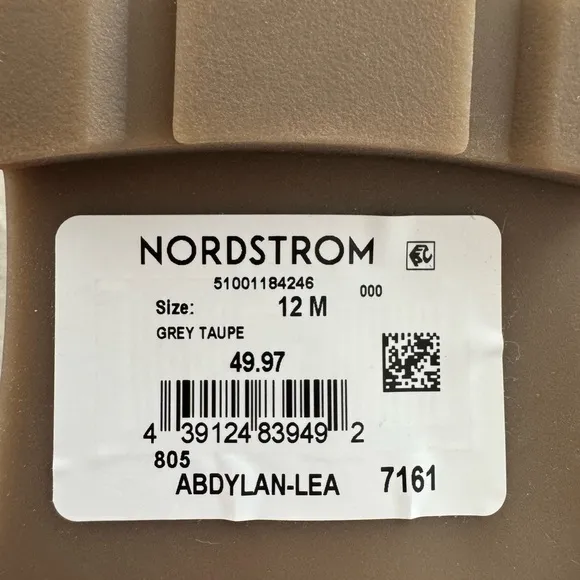 NORDSTROM
51001184246
000
Size: 12 M
GREY TAUPE
49.97
4 39124 83949 2
805
ABDYLAN-LEA 7161